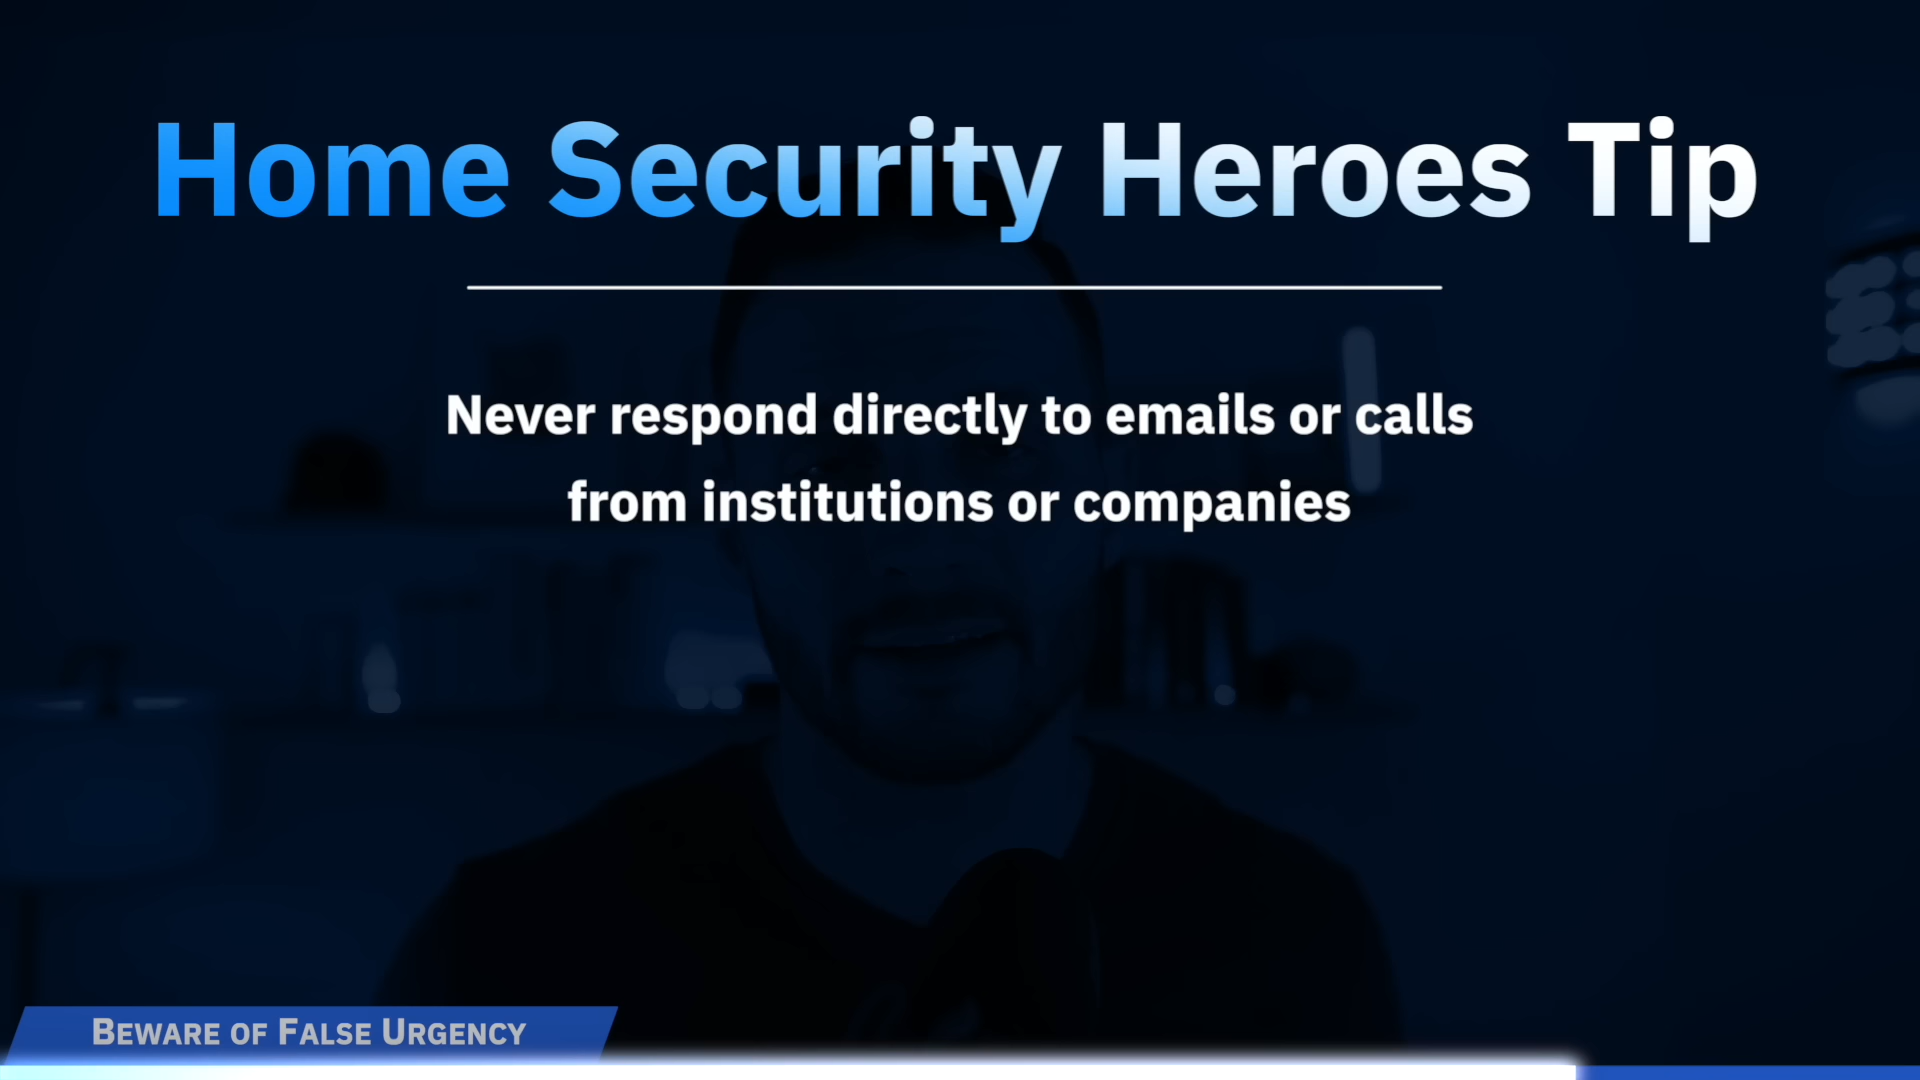 Home Security Heroes Tip
Never respond directly to emails or calls
from institutions or companies
Beware of False Urgency